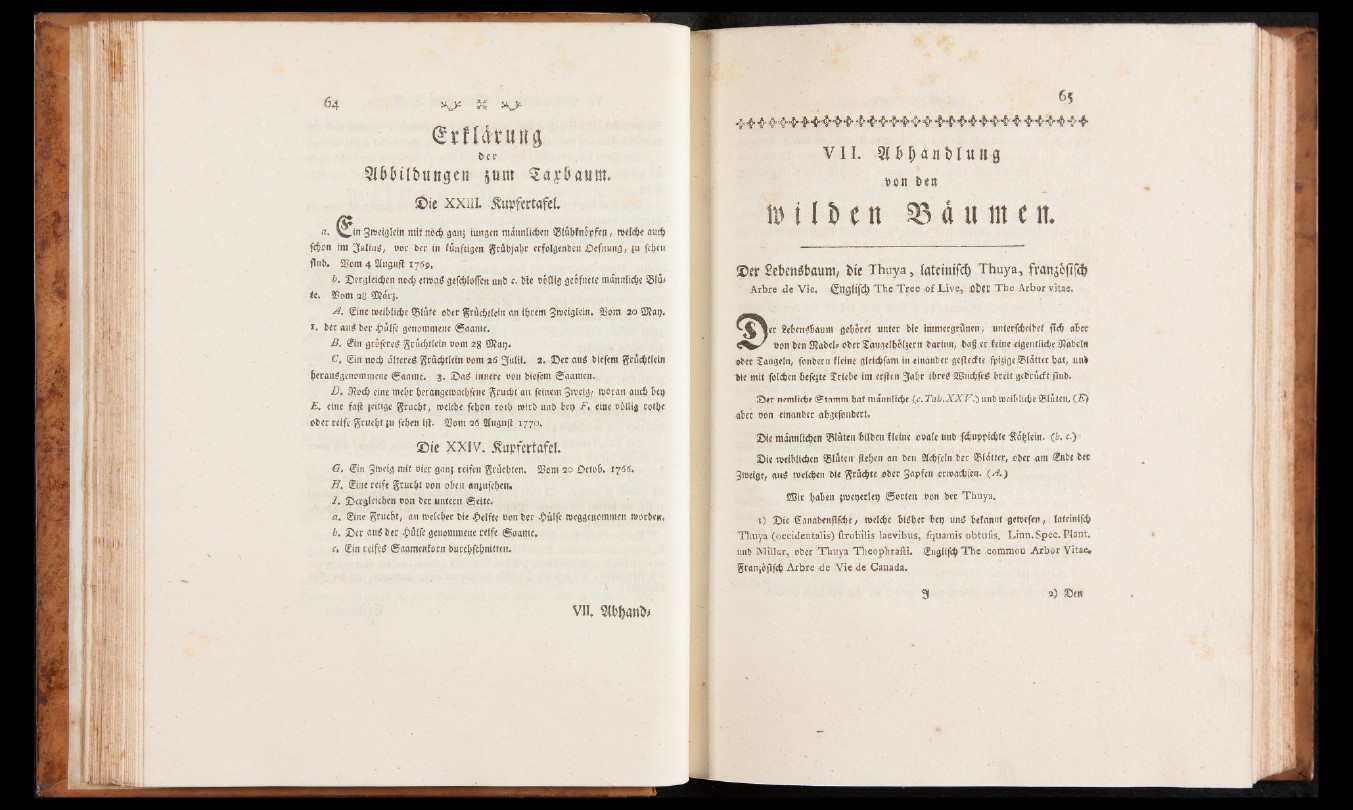 64
Erklärung
der
Abbildungen zum Taxbaum.
Die XXIII. Kupfertafel.
a. Ein Zweiglein mit noch ganz iungen männlichen Blühknöpfen, welche auch
schon im Julius, vor der in künftigen Frühjahr erfolgenden Oefnung, zu sehen
sind. Vom 4 August 1769.
b. Dergleichen noch etwas geschlossen und c. die völlig geöfnete männliche Blü-
te. Vom 28 März.
A. Eine weibliche Blüte oder Früchtlein an ihrem Zweiglein. Vom 20 May.
1. der aus der Hülse genommene Saame.
B. Ein gröseres Früchtlein vom 28 May.
C. Ein noch älteres Früchtlein vom 26 Julii. 2. Der aus diesem Früchtlein
herausgenommene Saame. 3. Das innere von diesem Saamen.
D. Noch eine mehr herangewachsene Frucht an seinem Zweig, woran auch bey
E. eine fast zeitige Frucht, welche schon roth wird und bey F. eine völlig rothe
oder reife Frucht zu sehen ist. Vom 26 August 1770.
Die XXIV. Kupfertafel.
G. Ein Zweig mit vier ganz reifen Früchten. Vom 20 Octob. 1766.
H. Eine reife Frucht von oben anzusehen.
I. Dergleichen von der untern Seite.
a. Eine Frucht, an welcher die Helfte von der Hülse weggenommen worden.
b. Der aus der Hülse genommene reife Saame.
c. Ein reifes Saamenkorn durchschnitten.
VII. Abhand-
65
VII. Abhandlung
von den
wilden Bäumen.
Der Lebensbaum, die Thuya, lateinisch Thuya, französisch
Arbre de Vie. Englisch The Tree of Live, oder The Arbor vitae.
Der Lebensbaum gehöret unter die immergrünen, unterscheidet sich aber
von den Nadel- oder Tangelhölzern darinn, daß er keine eigentliche Nadeln
oder Tangeln, sondern kleine gleichsam in einander gesteckte spizige Blätter hat, und
die mit solchen besezte Triebe im ersten Jahr ihres Wuchses breit gedrückt sind.
Der nemliche Stamm hat männliche (c. Tab. XXV.) und weibliche Blüten, (E)
aber von einander abgesondert.
Die männlichen Blüten bilden kleine ovale und schuppichte Käzlein. (b. c.)
Die weiblichen Blüten stehen an den Achseln der Blätter, oder am Ende der
Zweige, aus welchen die Früchte oder Zapfen erwachsen. (A.)
Wir haben zweyerley Sorten von der Thuya.
1) Die Canadensische, welche bisher bey uns bekannt gewesen, lateinisch
Thuya (occidentalis) strobilis laevibus, squamis obtusis, Linn. Spec. Plant.
und Miller, oder Thuya Theophrasti. Englisch The common Arbor Vitae.
Französisch Arbre de Vie de Canada.
J 2) Den